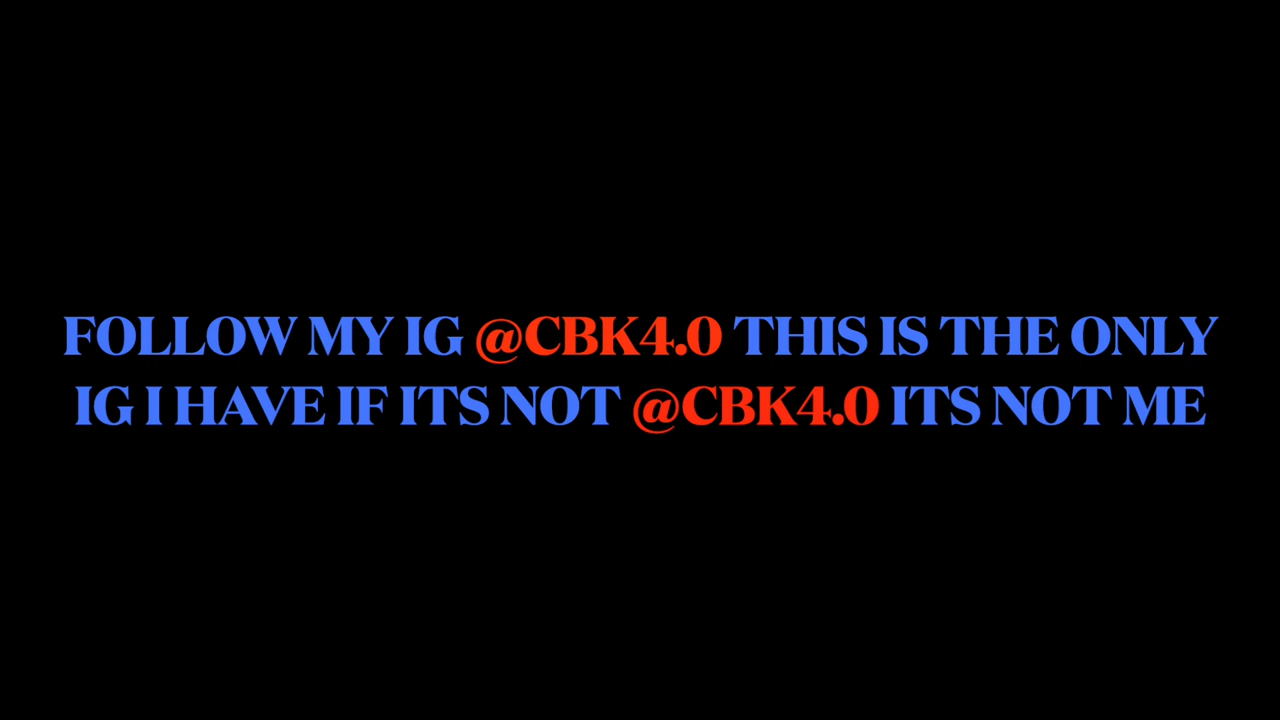 FOLLOW MY IG @CBK4.0 THIS IS THE ONLY
IG I HAVE IF ITS NOT @CBK4.0 ITS NOT ME